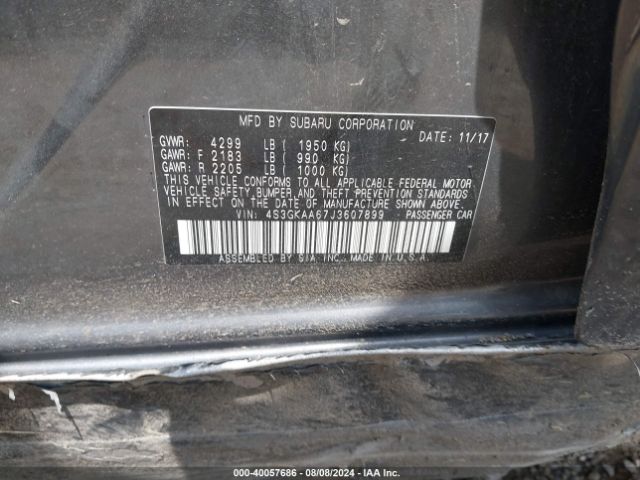 MFD BY SUBARU CORPORATION
DATE: 11/17
GVWR: 4299 LB ( 1950 KG)
GAWR: F 2183 LB ( 990 KG)
GAWR: R 2205 LB ( 1000 KG)
THIS VEHICLE CONFORMS TO ALL APPLICABLE FEDERAL MOTOR
VEHICLE SAFETY, BUMPER, AND THEFT PREVENTION STANDARDS
IN EFFECT ON THE DATE OF MANUFACTURE SHOWN ABOVE.
VIN: 4S3GKAA67J3607899 PASSENGER CAR
ASSEMBLED BY SIA INC. MADE IN U.S.A.
000-40057686 - 08/08/2024 - IAA Inc.